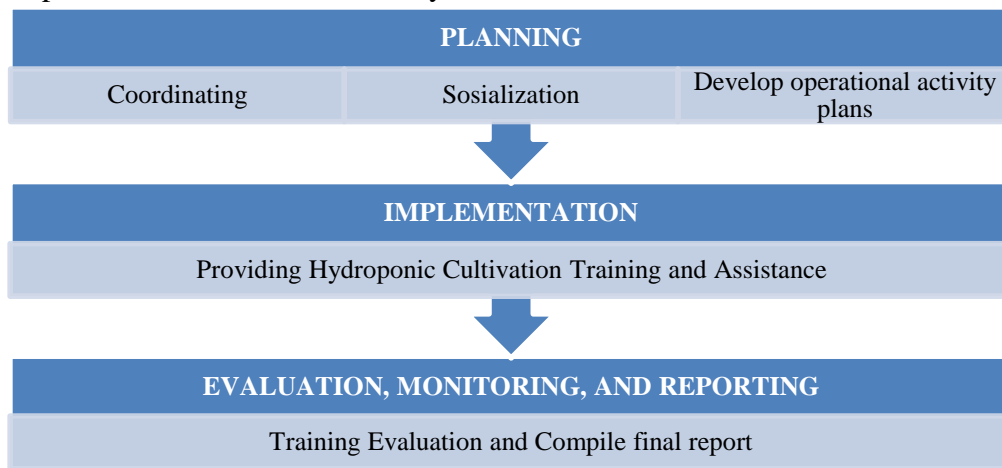 PLANNING
Coordinating
Sosialization
Develop operational activity
plans
IMPLEMENTATION
Providing Hydroponic Cultivation Training and Assistance
EVALUATION, MONITORING, AND REPORTING
Training Evaluation and Compile final report